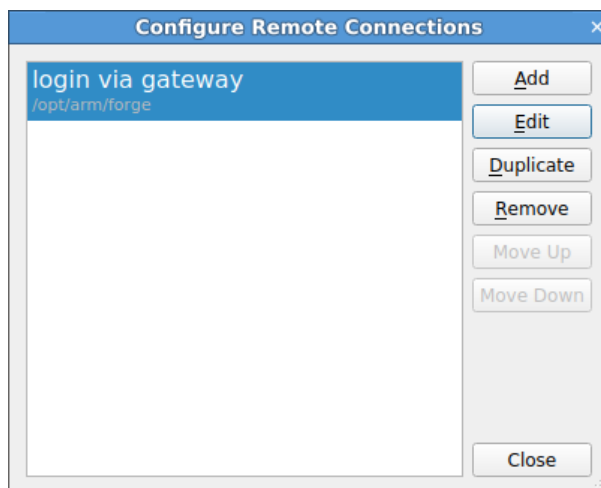 Configure Remote Connections
login via gateway
/opt/arm/forge
Add
Edit
Duplicate
Remove
Move Up
Move Down
Close